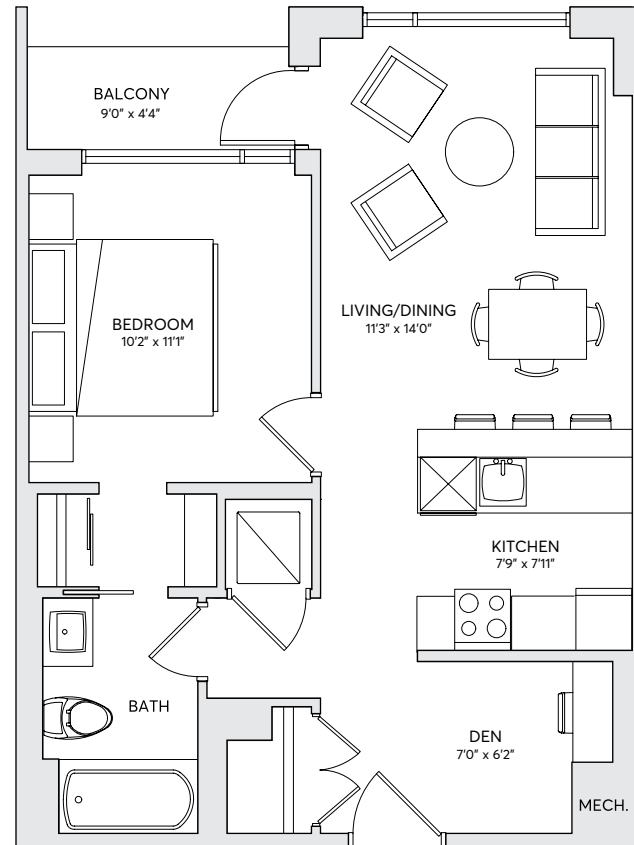 BALCONY
9'0" x 4'4"
BEDROOM
10'2" x 11'1"
LIVING/DINING
11'3" x 14'0"
KITCHEN
7'9" x 7'11"
BATH
DEN
7'0" x 6'2"
MECH.